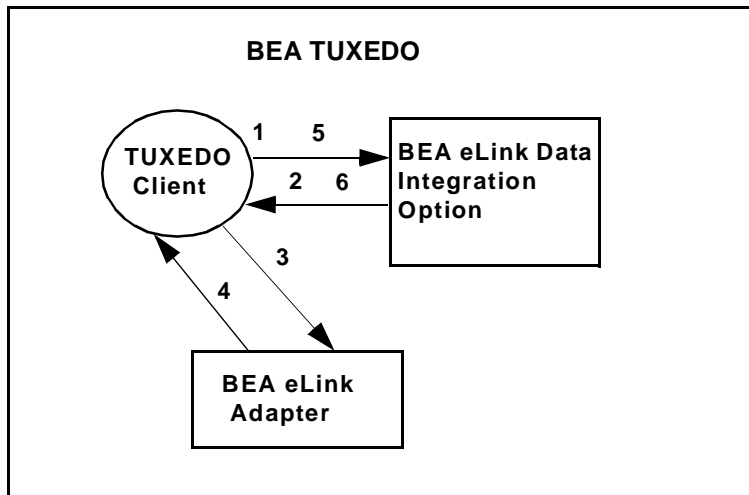 BEA TUXEDO
1 5
TUXEDO
Client
BEA eLink Data
Integration
Option
2 6
3
4
BEA eLink
Adapter